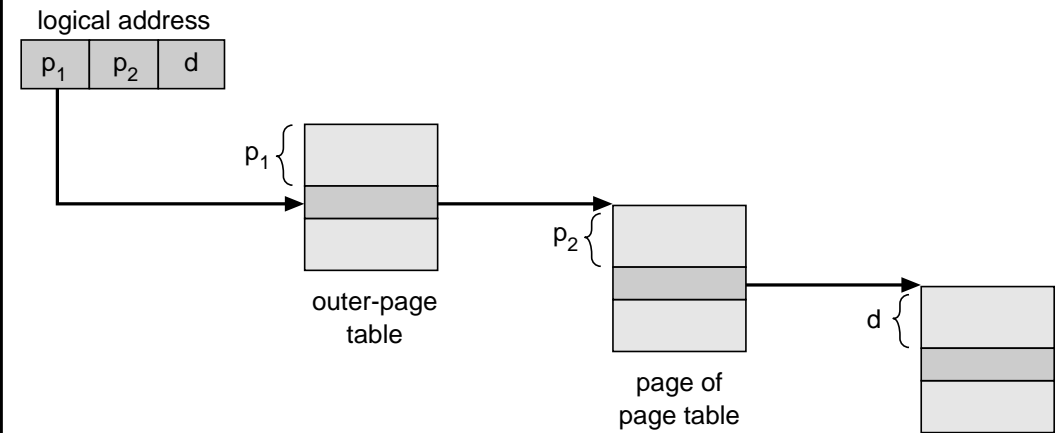 logical address
p₁ p₂ d
p₁
p₂
d
outer-page
table
page of
page table